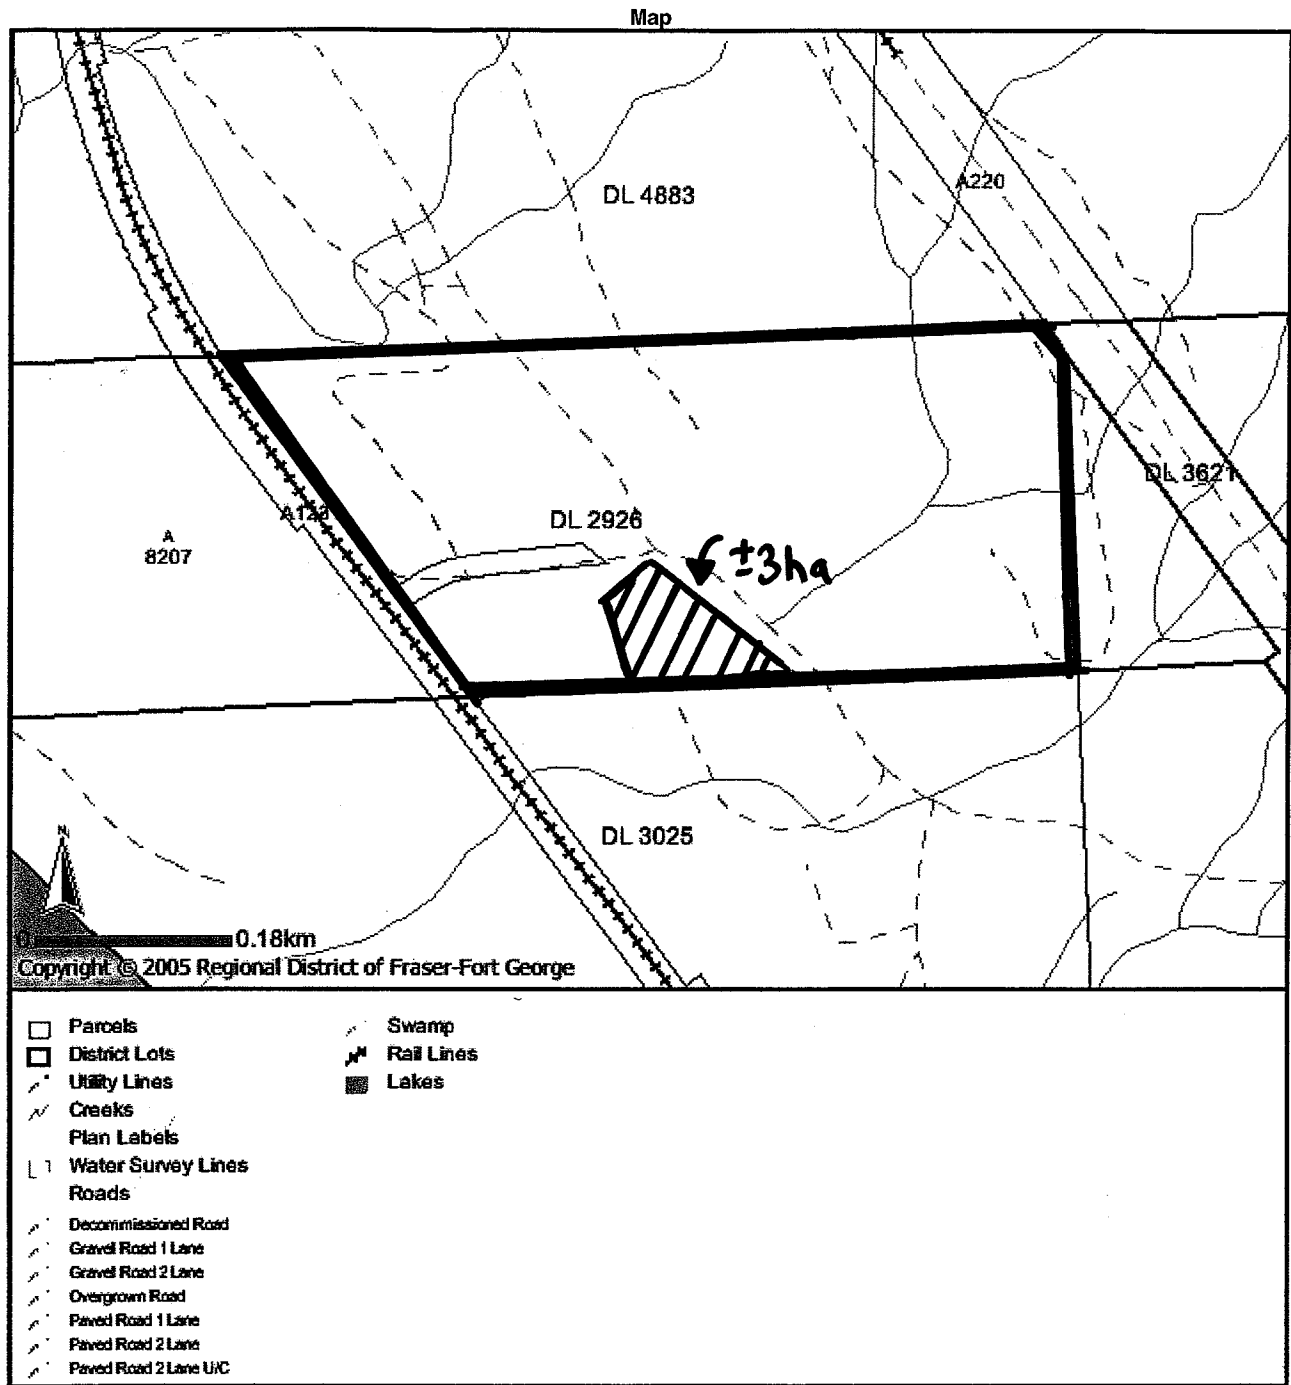 Map
DL 4883
A220
DL 3621
A123
DL 2926
±3ha
A
8207
DL 3025
N
0 0.18km
Copyright © 2005 Regional District of Fraser-Fort George
Parcels
District Lots
Utility Lines
Creeks
Plan Labels
Water Survey Lines
Roads
Decommissioned Road
Gravel Road 1 Lane
Gravel Road 2 Lane
Overgrown Road
Paved Road 1 Lane
Paved Road 2 Lane
Paved Road 2 Lane U/C
Swamp
Rail Lines
Lakes